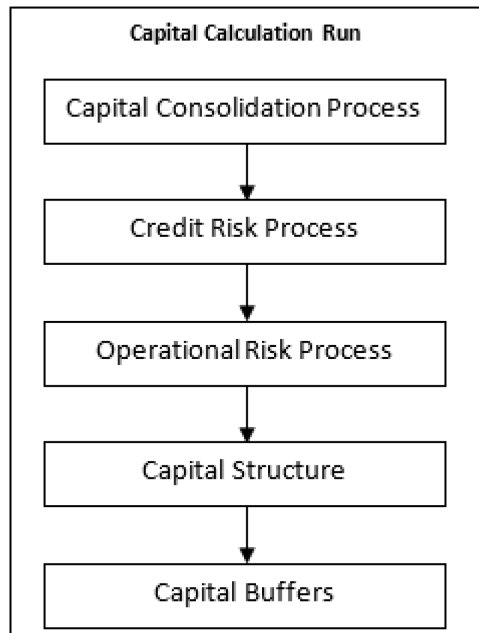 Capital Calculation Run
Capital Consolidation Process
Credit Risk Process
Operational Risk Process
Capital Structure
Capital Buffers